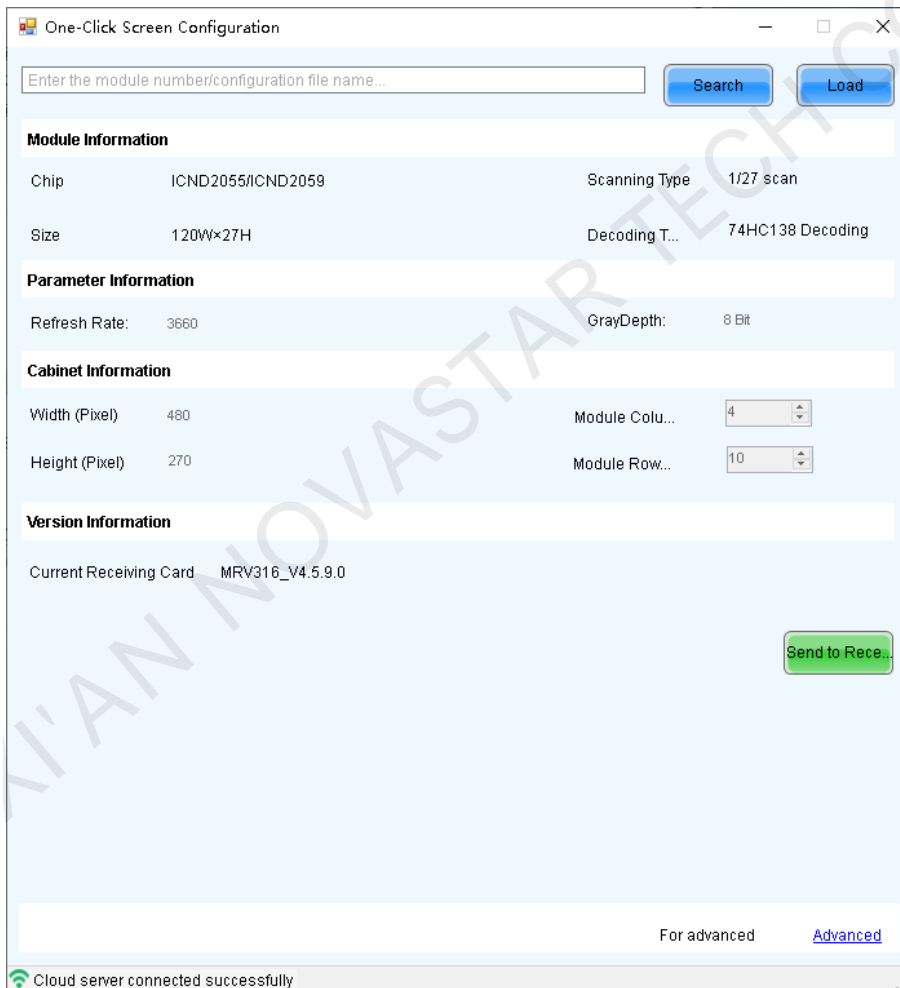 One-Click Screen Configuration
Enter the module number/configuration file name...
Search
Load
Module Information
Chip ICND2055/ICND2059 Scanning Type 1/27 scan
Size 120W×27H Decoding T... 74HC138 Decoding
Parameter Information
Refresh Rate: 3660 GrayDepth: 8 Bit
Cabinet Information
Width (Pixel) 480 Module Colu... 4
Height (Pixel) 270 Module Row... 10
Version Information
Current Receiving Card MRV316_V4.5.9.0
Send to Rece...
For advanced Advanced
Cloud server connected successfully
XI'AN NOVASTAR TECH CO